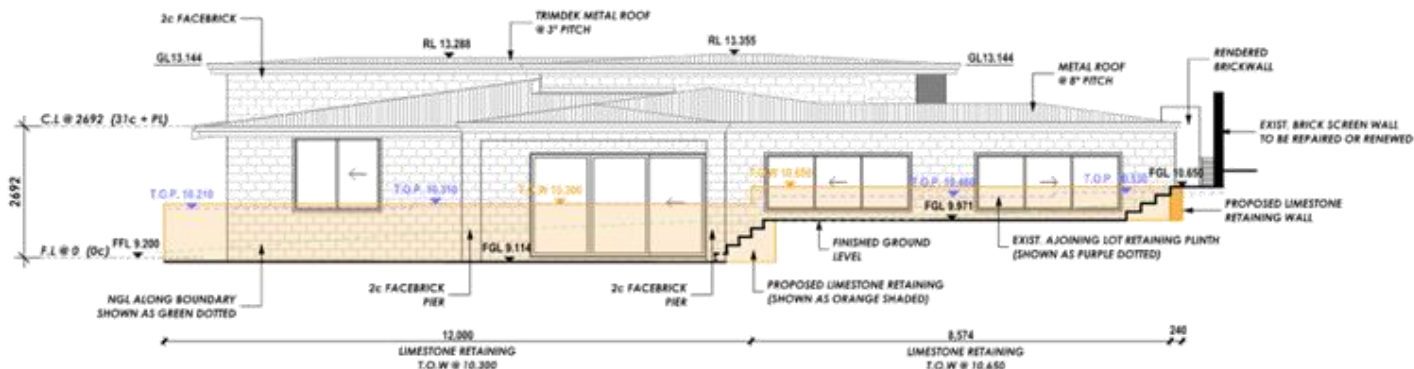 2c FACEBRICK
TRIMDEK METAL ROOF
@ 3° PITCH
RL 13.288
RL 13.355
GL13.144
GL13.144
RENDERED
BRICKWALL
METAL ROOF
@ 8° PITCH
C.L @ 2692 (31c + PL)
EXIST. BRICK SCREEN WALL
TO BE REPAIRED OR RENEWED
2692
T.O.P. 10.210
T.O.P. 10.310
T.O.W 10.300
T.O.W 10.650
T.O.P. 10.460
T.O.P. 10.530
FGL 10.650
FGL 9.971
PROPOSED LIMESTONE
RETAINING WALL
FFL 9.200
F.L @ 0 (0c)
FGL 9.114
FINISHED GROUND
LEVEL
EXIST. AJOINING LOT RETAINING PLINTH
(SHOWN AS PURPLE DOTTED)
NGL ALONG BOUNDARY
SHOWN AS GREEN DOTTED
2c FACEBRICK
PIER
2c FACEBRICK
PIER
PROPOSED LIMESTONE RETAINING
(SHOWN AS ORANGE SHADED)
12,000
8,574
240
LIMESTONE RETAINING
T.O.W @ 10.300
LIMESTONE RETAINING
T.O.W @ 10.650